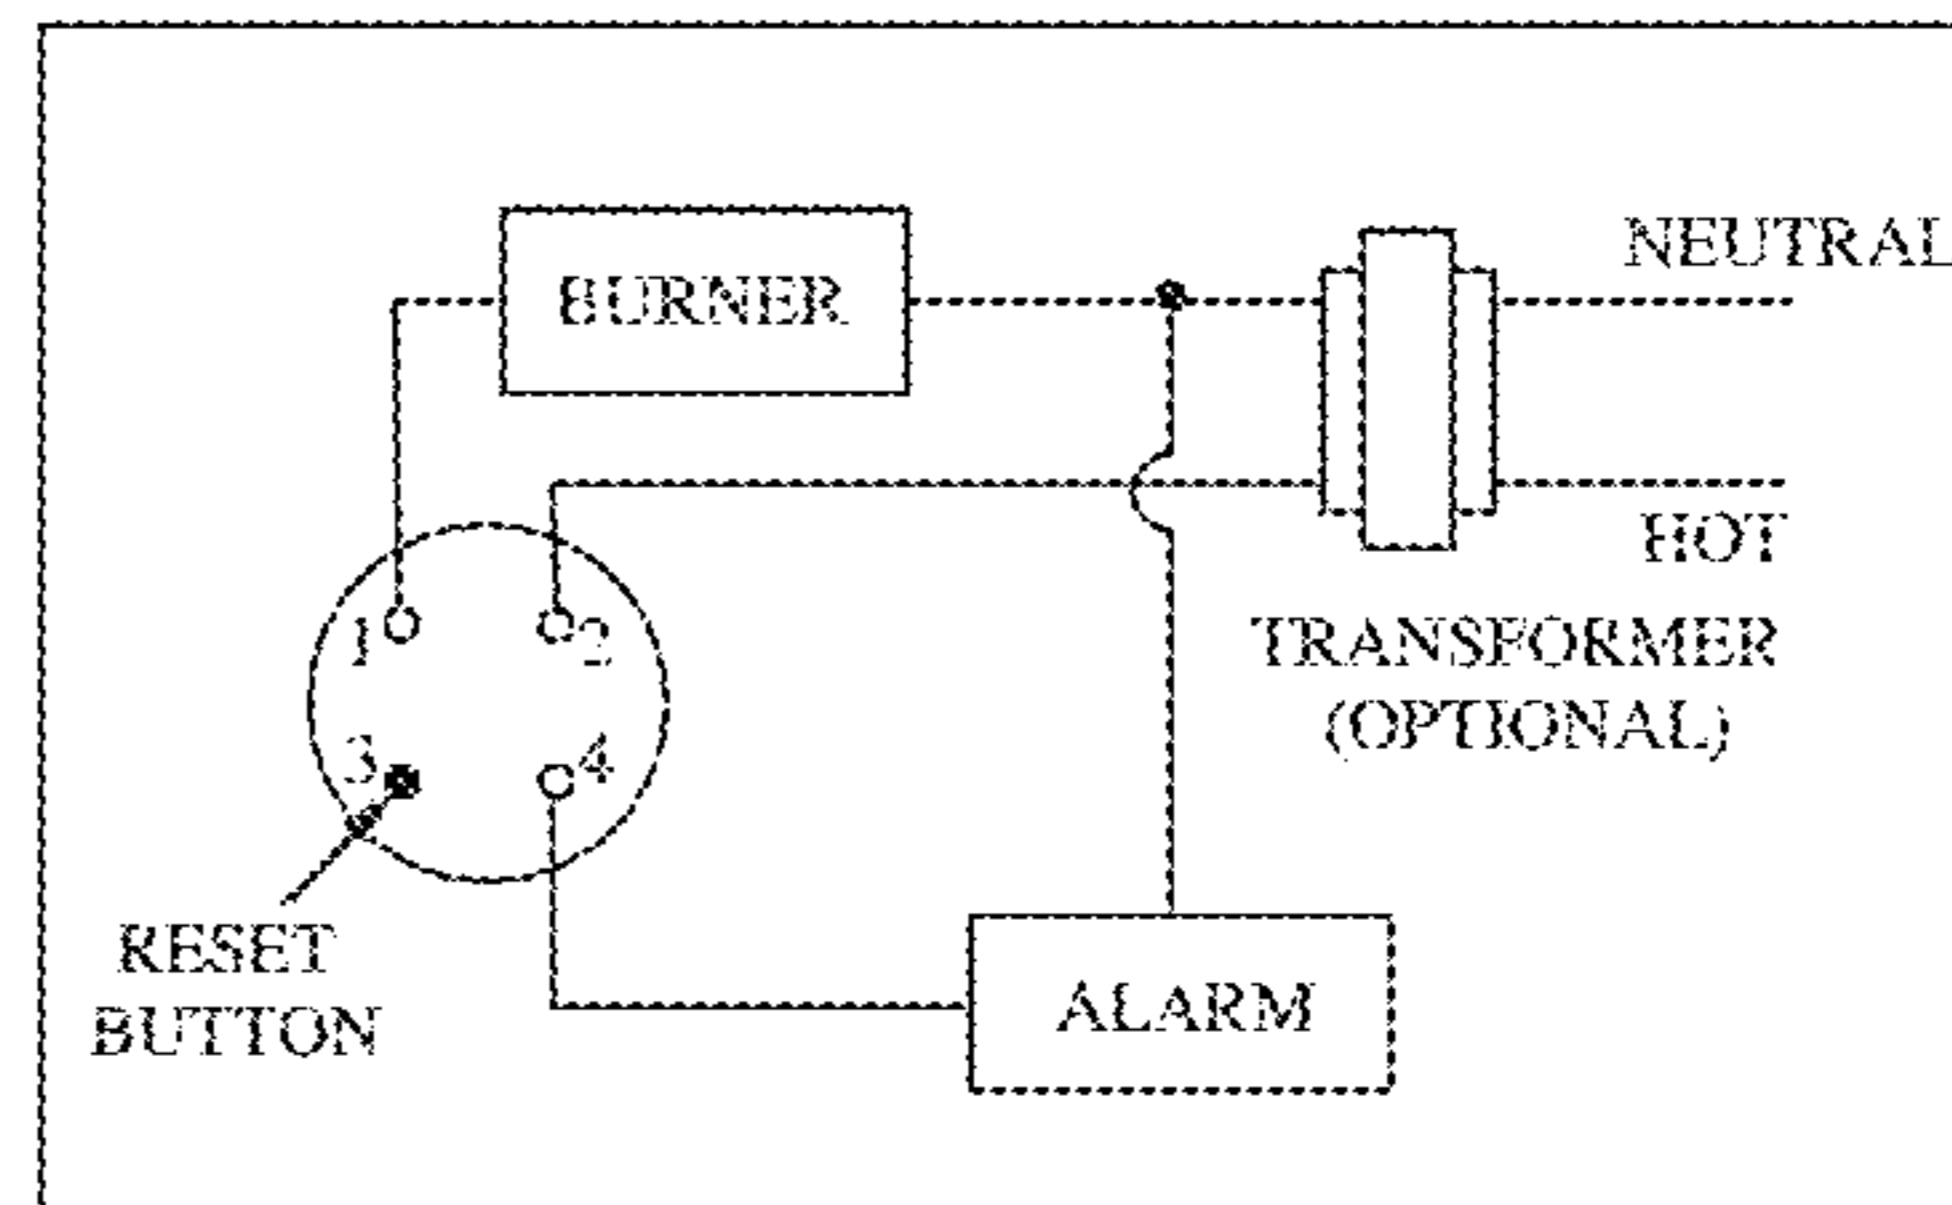 BURNER
NEUTRAL
HOT
1
2
TRANSFORMER
(OPTIONAL)
3
4
RESET
BUTTON
ALARM